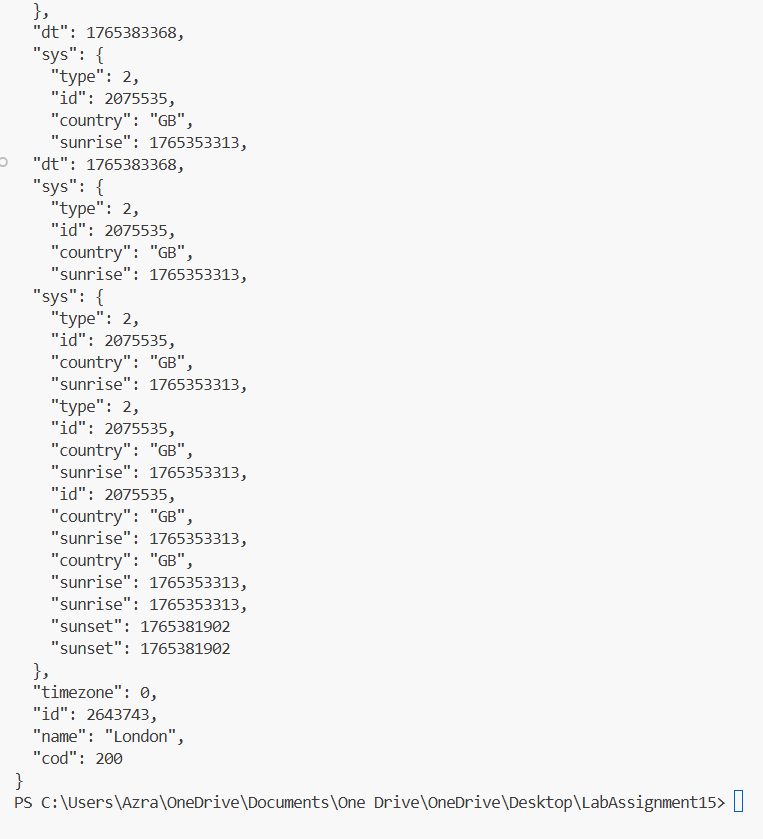 },
"dt": 1765383368,
"sys": {
"type": 2,
"id": 2075535,
"country": "GB",
"sunrise": 1765353313,
"dt": 1765383368,
"sys": {
"type": 2,
"id": 2075535,
"country": "GB",
"sunrise": 1765353313,
"sys": {
"type": 2,
"id": 2075535,
"country": "GB",
"sunrise": 1765353313,
"type": 2,
"id": 2075535,
"country": "GB",
"sunrise": 1765353313,
"id": 2075535,
"country": "GB",
"sunrise": 1765353313,
"country": "GB",
"sunrise": 1765353313,
"sunrise": 1765353313,
"sunset": 1765381902
"sunset": 1765381902
},
"timezone": 0,
"id": 2643743,
"name": "London",
"cod": 200
}
PS C:\Users\Azra\OneDrive\Documents\One Drive\OneDrive\Desktop\LabAssignment15>